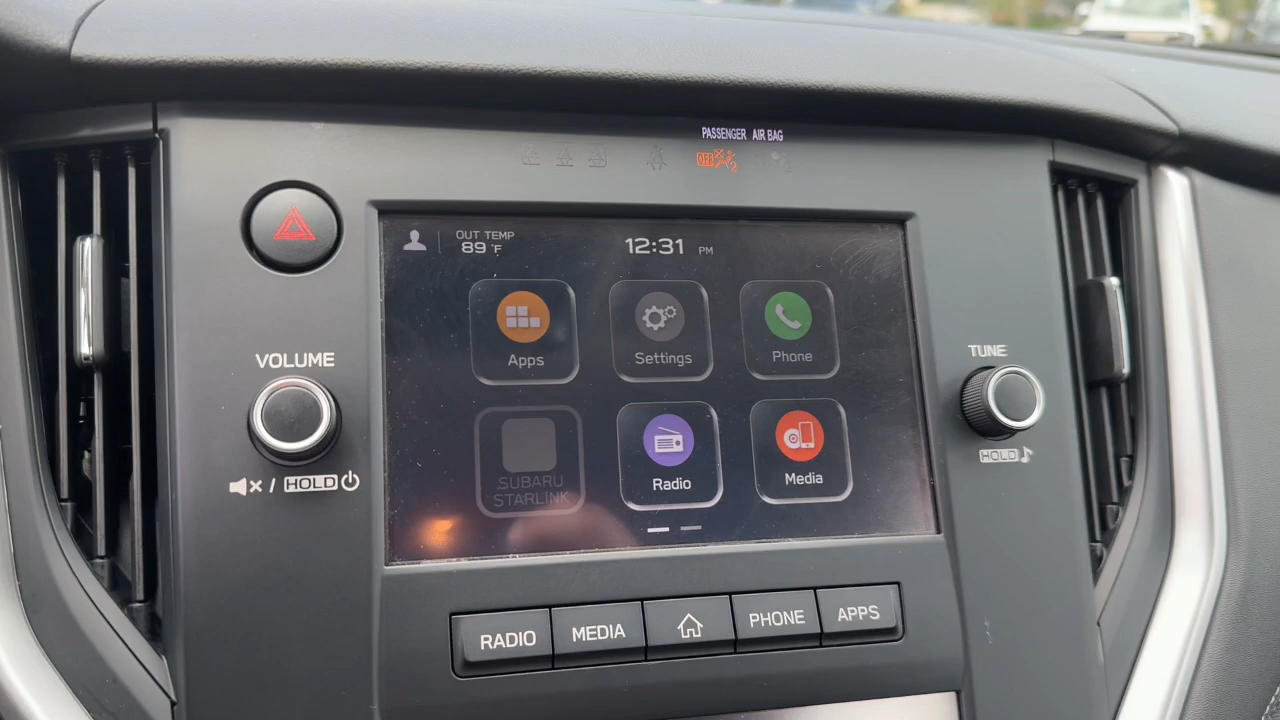 PASSENGER AIR BAG
OFF 2
OUT TEMP
89 °F
12:31 PM
Apps
Settings
Phone
VOLUME
TUNE
HOLD
SUBARU
STARLINK
Radio
Media
/ HOLD
RADIO
MEDIA
PHONE
APPS